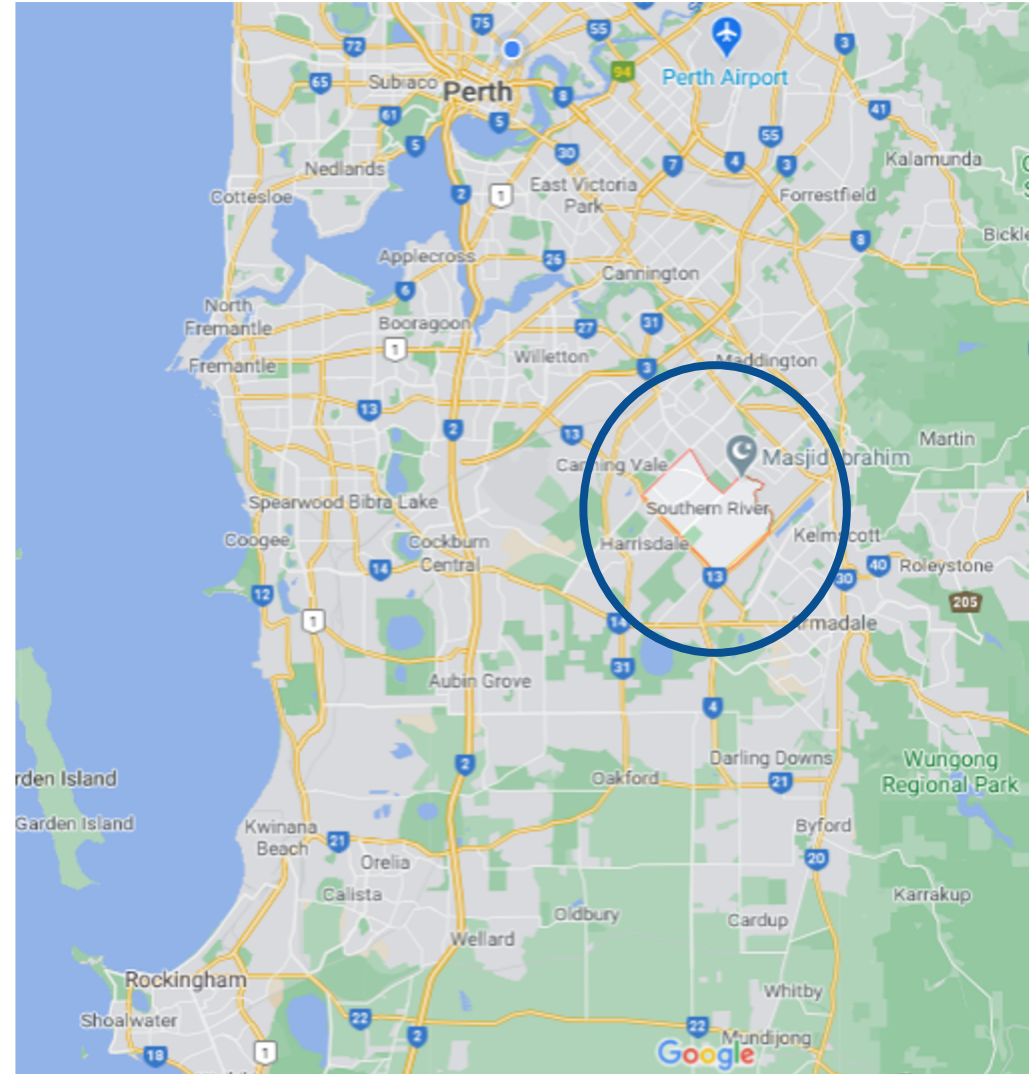 75
55
3
72
94
Perth Airport
65
Subiaco
Perth
8
41
61
5
55
5
30
7
4
3
Kalamunda
Nedlands
2
1
East Victoria
Park
Forrestfield
Cottesloe
8
Bickle
Applecross
26
Cannington
6
North
Fremantle
Booragoon
27
31
1
Willetton
3
Maddington
Fremantle
13
2
13
Martin
Canning Vale
Masjid Ibrahim
Spearwood
Bibra Lake
Southern River
Coogee
Cockburn
Central
Harrisdale
Kelmscott
14
13
30
40
Roleystone
12
205
1
14
Armadale
31
Aubin Grove
4
2
Darling Downs
Wungong
Regional Park
rden Island
Oakford
21
Garden Island
Kwinana
Beach
21
Byford
Orelia
20
Calista
Karrakup
Oldbury
Cardup
Wellard
Rockingham
Whitby
Shoalwater
22
2
22
Mundijong
Google
18
1